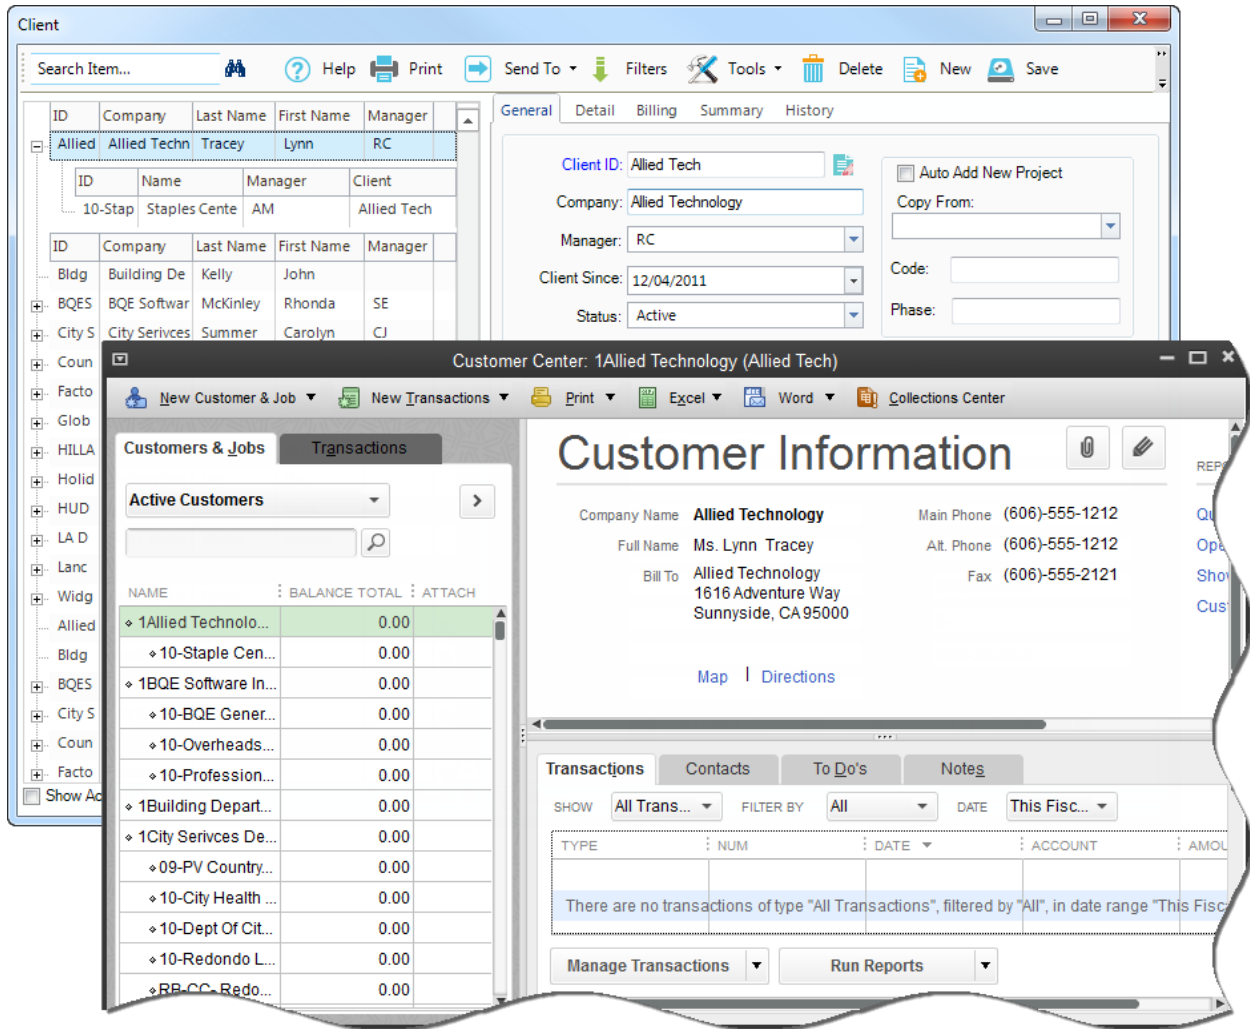 Client
Search Item... Help Print Send To Filters Tools Delete New Save
ID Company Last Name First Name Manager
Allied Allied Techn Tracey Lynn RC
ID Name Manager Client
10-Stap Staples Cente AM Allied Tech
ID Company Last Name First Name Manager
Bldg Building De Kelly John
BQES BQE Softwar McKinley Rhonda SE
City S City Serivces Summer Carolyn CJ
Coun
Facto
Glob
HILLA
Holid
HUD
LA D
Lanc
Widg
Allied
Bldg
BQES
City S
Coun
Facto
Show Ac
General Detail Billing Summary History
Client ID: Allied Tech
Company: Allied Technology
Manager: RC
Client Since: 12/04/2011
Status: Active
Auto Add New Project
Copy From:
Code:
Phase:
Customer Center: 1Allied Technology (Allied Tech)
New Customer & Job New Transactions Print Excel Word Collections Center
Customers & Jobs Transactions
Active Customers
NAME BALANCE TOTAL ATTACH
1Allied Technolo... 0.00
10-Staple Cen... 0.00
1BQE Software In... 0.00
10-BQE Gener... 0.00
10-Overheads... 0.00
10-Profession... 0.00
1Building Depart... 0.00
1City Serivces De... 0.00
09-PV Country... 0.00
10-City Health ... 0.00
10-Dept Of Cit... 0.00
10-Redondo L... 0.00
RB-CC- Redo... 0.00
Customer Information
Company Name Allied Technology
Full Name Ms. Lynn Tracey
Bill To Allied Technology
1616 Adventure Way
Sunnyside, CA 95000
Main Phone (606)-555-1212
Alt. Phone (606)-555-1212
Fax (606)-555-2121
Map | Directions
REP
Qu
Ope
Show
Cus
Transactions Contacts To Do's Notes
SHOW All Trans... FILTER BY All DATE This Fisc...
TYPE NUM DATE ACCOUNT AMOU
There are no transactions of type "All Transactions", filtered by "All", in date range "This Fisc
Manage Transactions Run Reports